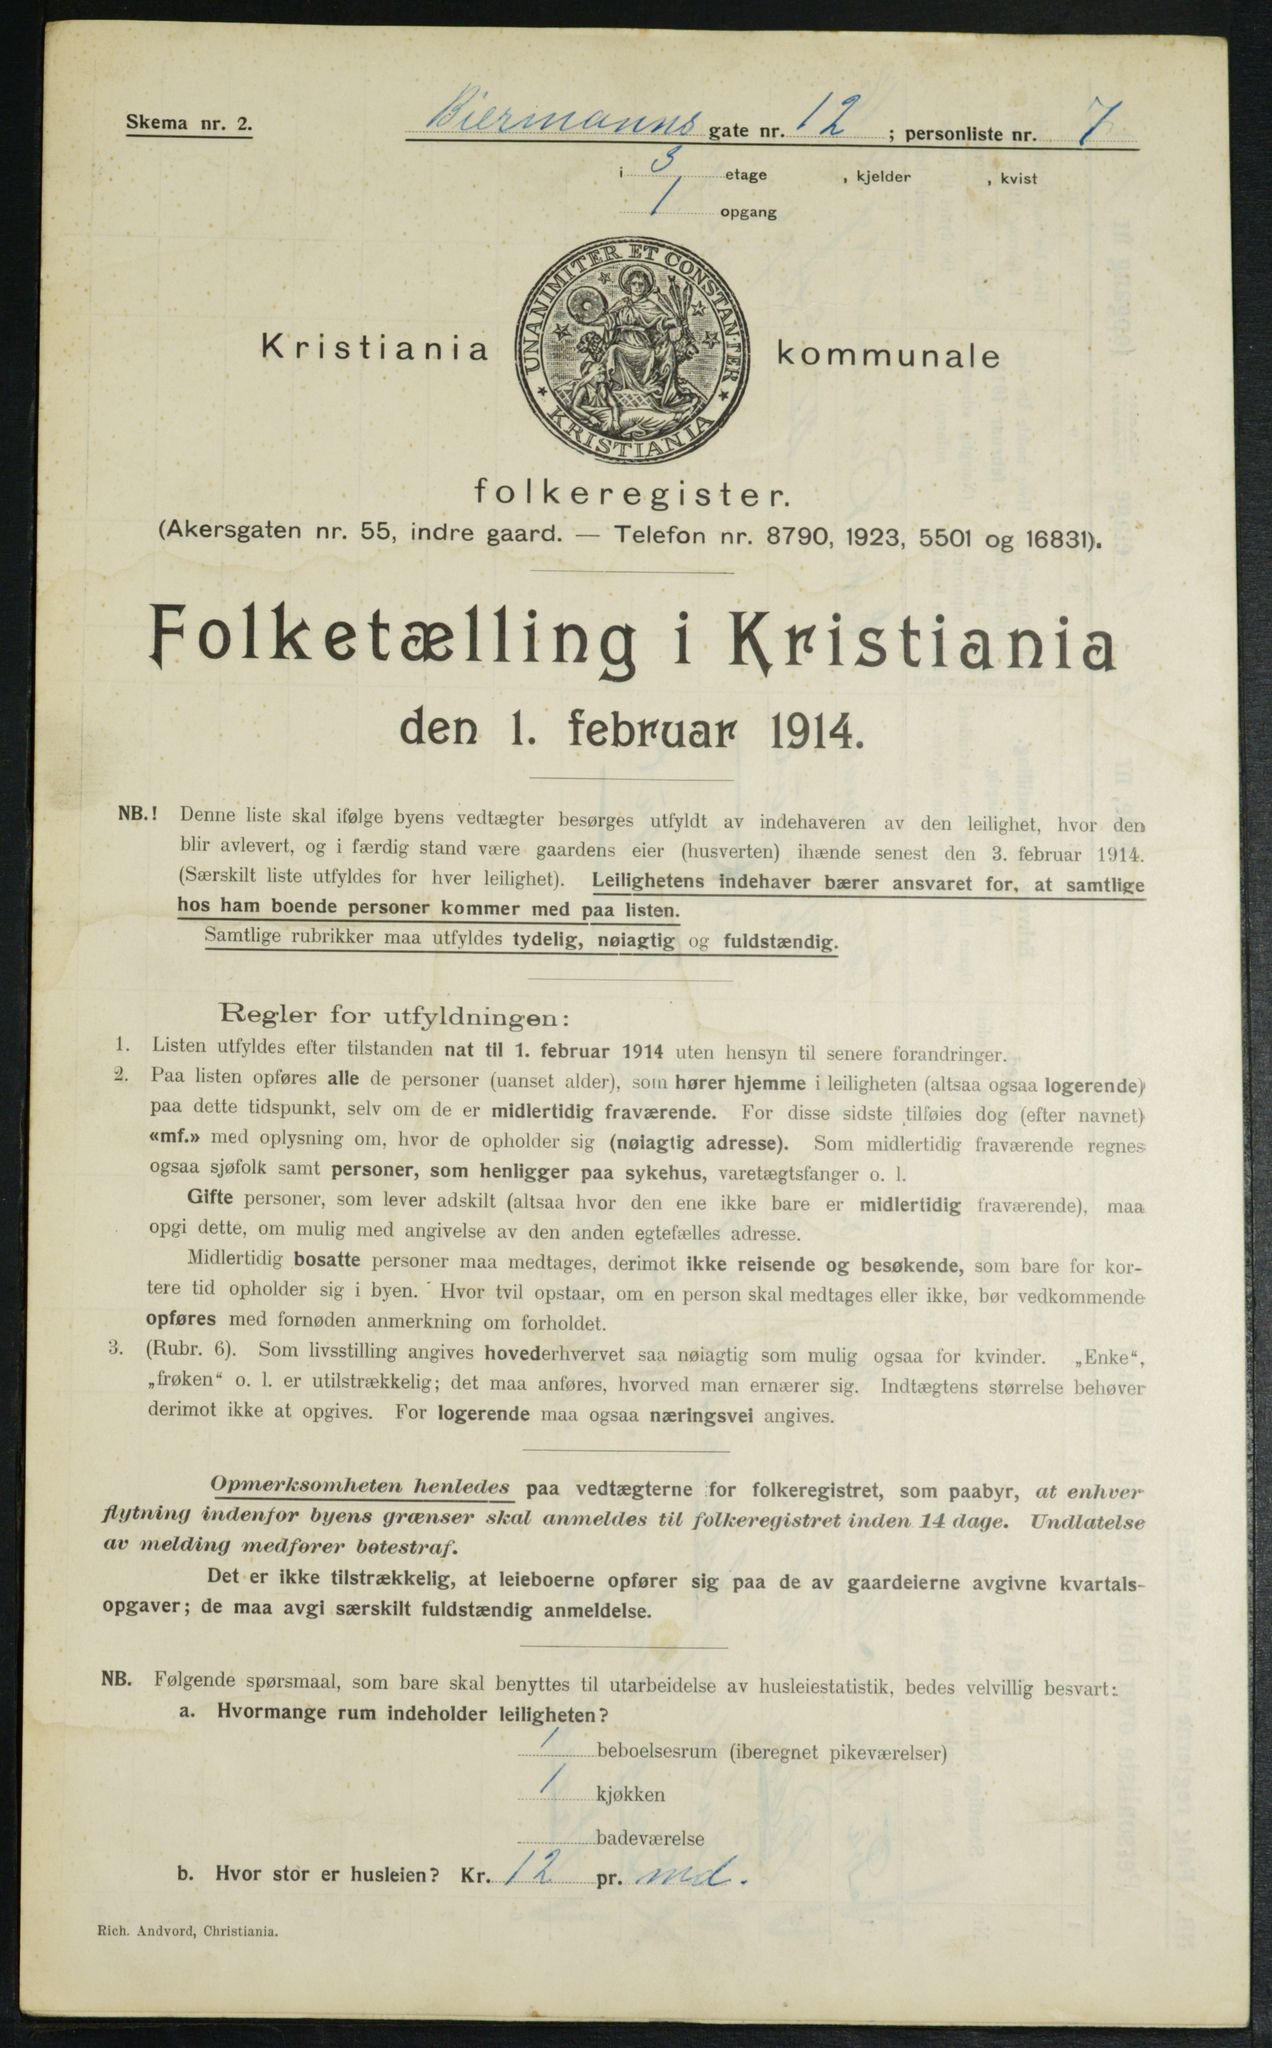 Skema nr. 2.
Biermanns gate nr. 12 ; personliste nr. 7
i 3 etage , kjelder , kvist
1 opgang
Kristiania kommunale
UNANIMITER ET CONSTANTER
KRISTIANIA
folkeregister.
(Akersgaten nr. 55, indre gaard. — Telefon nr. 8790, 1923, 5501 og 16831).
Folketælling i Kristiania
den 1. februar 1914.
NB.! Denne liste skal ifølge byens vedtægter besørges utfyldt av indehaveren av den leilighet, hvor den
blir avlevert, og i færdig stand være gaardens eier (husverten) ihænde senest den 3. februar 1914.
(Særskilt liste utfyldes for hver leilighet). Leilighetens indehaver bærer ansvaret for, at samtlige
hos ham boende personer kommer med paa listen.
Samtlige rubrikker maa utfyldes tydelig, nøiagtig og fuldstændig.
Regler for utfyldningen:
1. Listen utfyldes efter tilstanden nat til 1. februar 1914 uten hensyn til senere forandringer.
2. Paa listen opføres alle de personer (uanset alder), som hører hjemme i leiligheten (altsaa ogsaa logerende)
paa dette tidspunkt, selv om de er midlertidig fraværende. For disse sidste tilføies dog (efter navnet)
«mf.» med oplysning om, hvor de opholder sig (nøiagtig adresse). Som midlertidig fraværende regnes
ogsaa sjøfolk samt personer, som henligger paa sykehus, varetægtsfanger o. l.
Gifte personer, som lever adskilt (altsaa hvor den ene ikke bare er midlertidig fraværende), maa
opgi dette, om mulig med angivelse av den anden egtefælles adresse.
Midlertidig bosatte personer maa medtages, derimot ikke reisende og besøkende, som bare for kor-
tere tid opholder sig i byen. Hvor tvil opstaar, om en person skal medtages eller ikke, bør vedkommende
opføres med fornøden anmerkning om forholdet.
3. (Rubr. 6). Som livsstilling angives hovederhvervet saa nøiagtig som mulig ogsaa for kvinder. „Enke“,
„frøken“ o. l. er utilstrækkelig; det maa anføres, hvorved man ernærer sig. Indtægtens størrelse behøver
derimot ikke at opgives. For logerende maa ogsaa næringsvei angives.
Opmerksomheten henledes paa vedtægterne for folkeregistret, som paabyr, at enhver
flytning indenfor byens grænser skal anmeldes til folkeregistret inden 14 dage. Undlatelse
av melding medfører bøtestraf.
Det er ikke tilstrækkelig, at leieboerne opfører sig paa de av gaardeierne avgivne kvartals-
opgaver; de maa avgi særskilt fuldstændig anmeldelse.
NB. Følgende spørsmaal, som bare skal benyttes til utarbeidelse av husleiestatistik, bedes velvillig besvart:
a. Hvormange rum indeholder leiligheten?
1 beboelsesrum (iberegnet pikeværelser)
1 kjøkken
badeværelse
b. Hvor stor er husleien? Kr. 12 pr. md.
Rich. Andvord, Christiania.